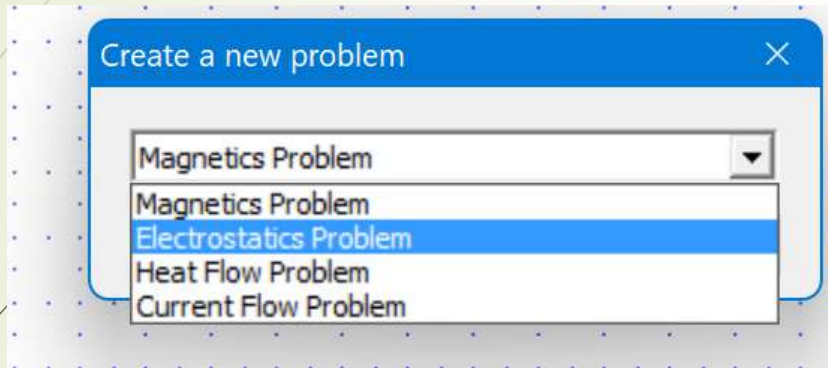 Create a new problem
Magnetics Problem
Magnetics Problem
Electrostatics Problem
Heat Flow Problem
Current Flow Problem